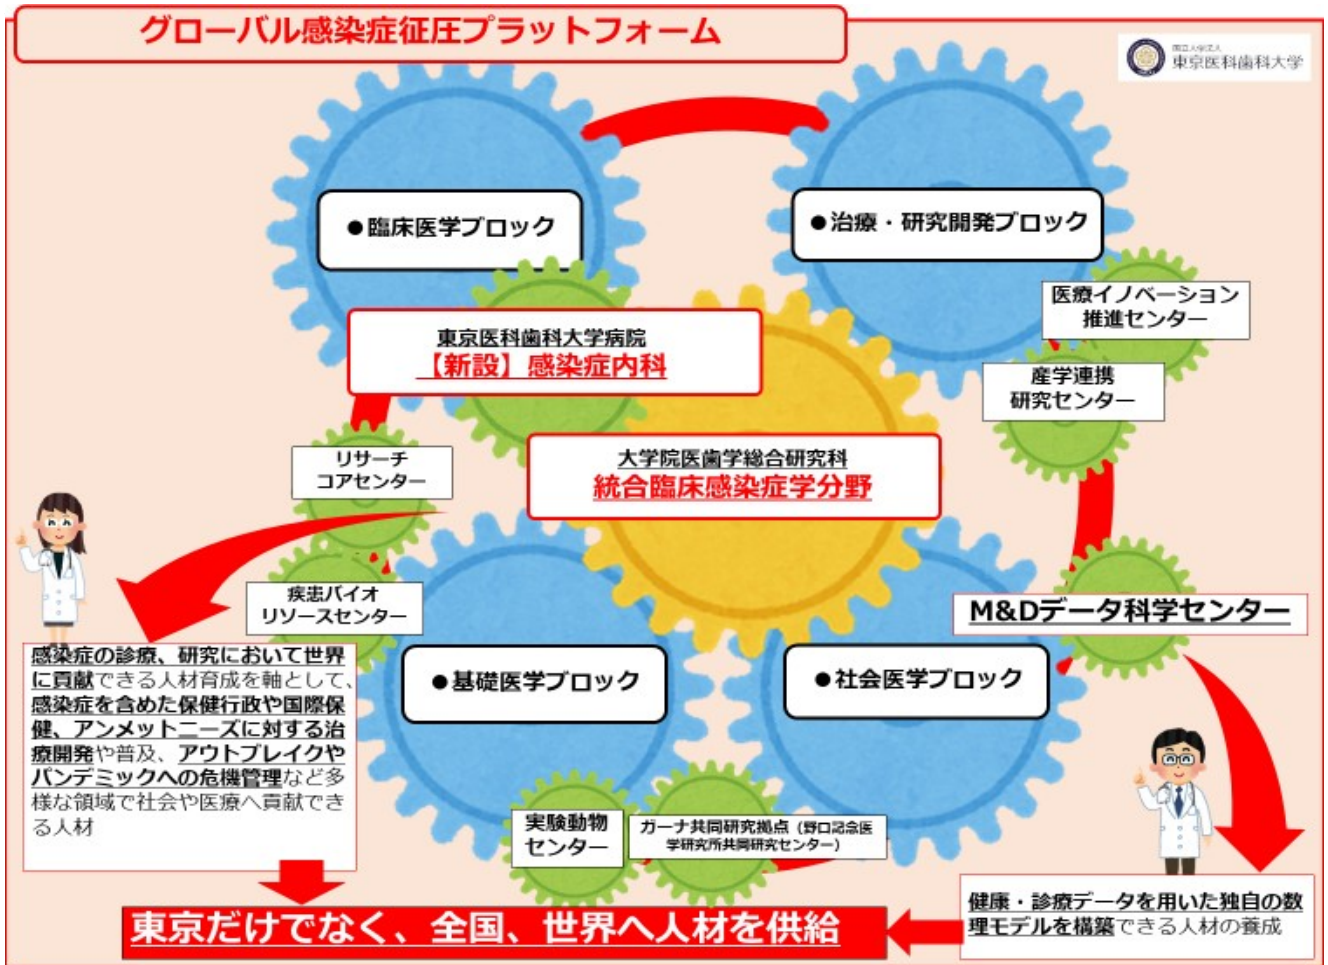 グローバル感染症征圧プラットフォーム
国立大学法人
東京医科歯科大学
●臨床医学ブロック
●治療・研究開発ブロック
医療イノベーション
推進センター
東京医科歯科大学病院
【新設】感染症内科
産学連携
研究センター
大学院医歯学総合研究科
統合臨床感染症学分野
リサーチ
コアセンター
疾患バイオ
リソースセンター
M&Dデータ科学センター
感染症の診療、研究において世界
に貢献できる人材育成を軸として、
感染症を含めた保健行政や国際保
健、アンメットニーズに対する治
療開発や普及、アウトブレイクや
パンデミックへの危機管理など多
様な領域で社会や医療へ貢献でき
る人材
●基礎医学ブロック
●社会医学ブロック
実験動物
センター
ガーナ共同研究拠点（野口記念医
学研究所共同研究センター）
健康・診療データを用いた独自の数
理モデルを構築できる人材の養成
東京だけでなく、全国、世界へ人材を供給